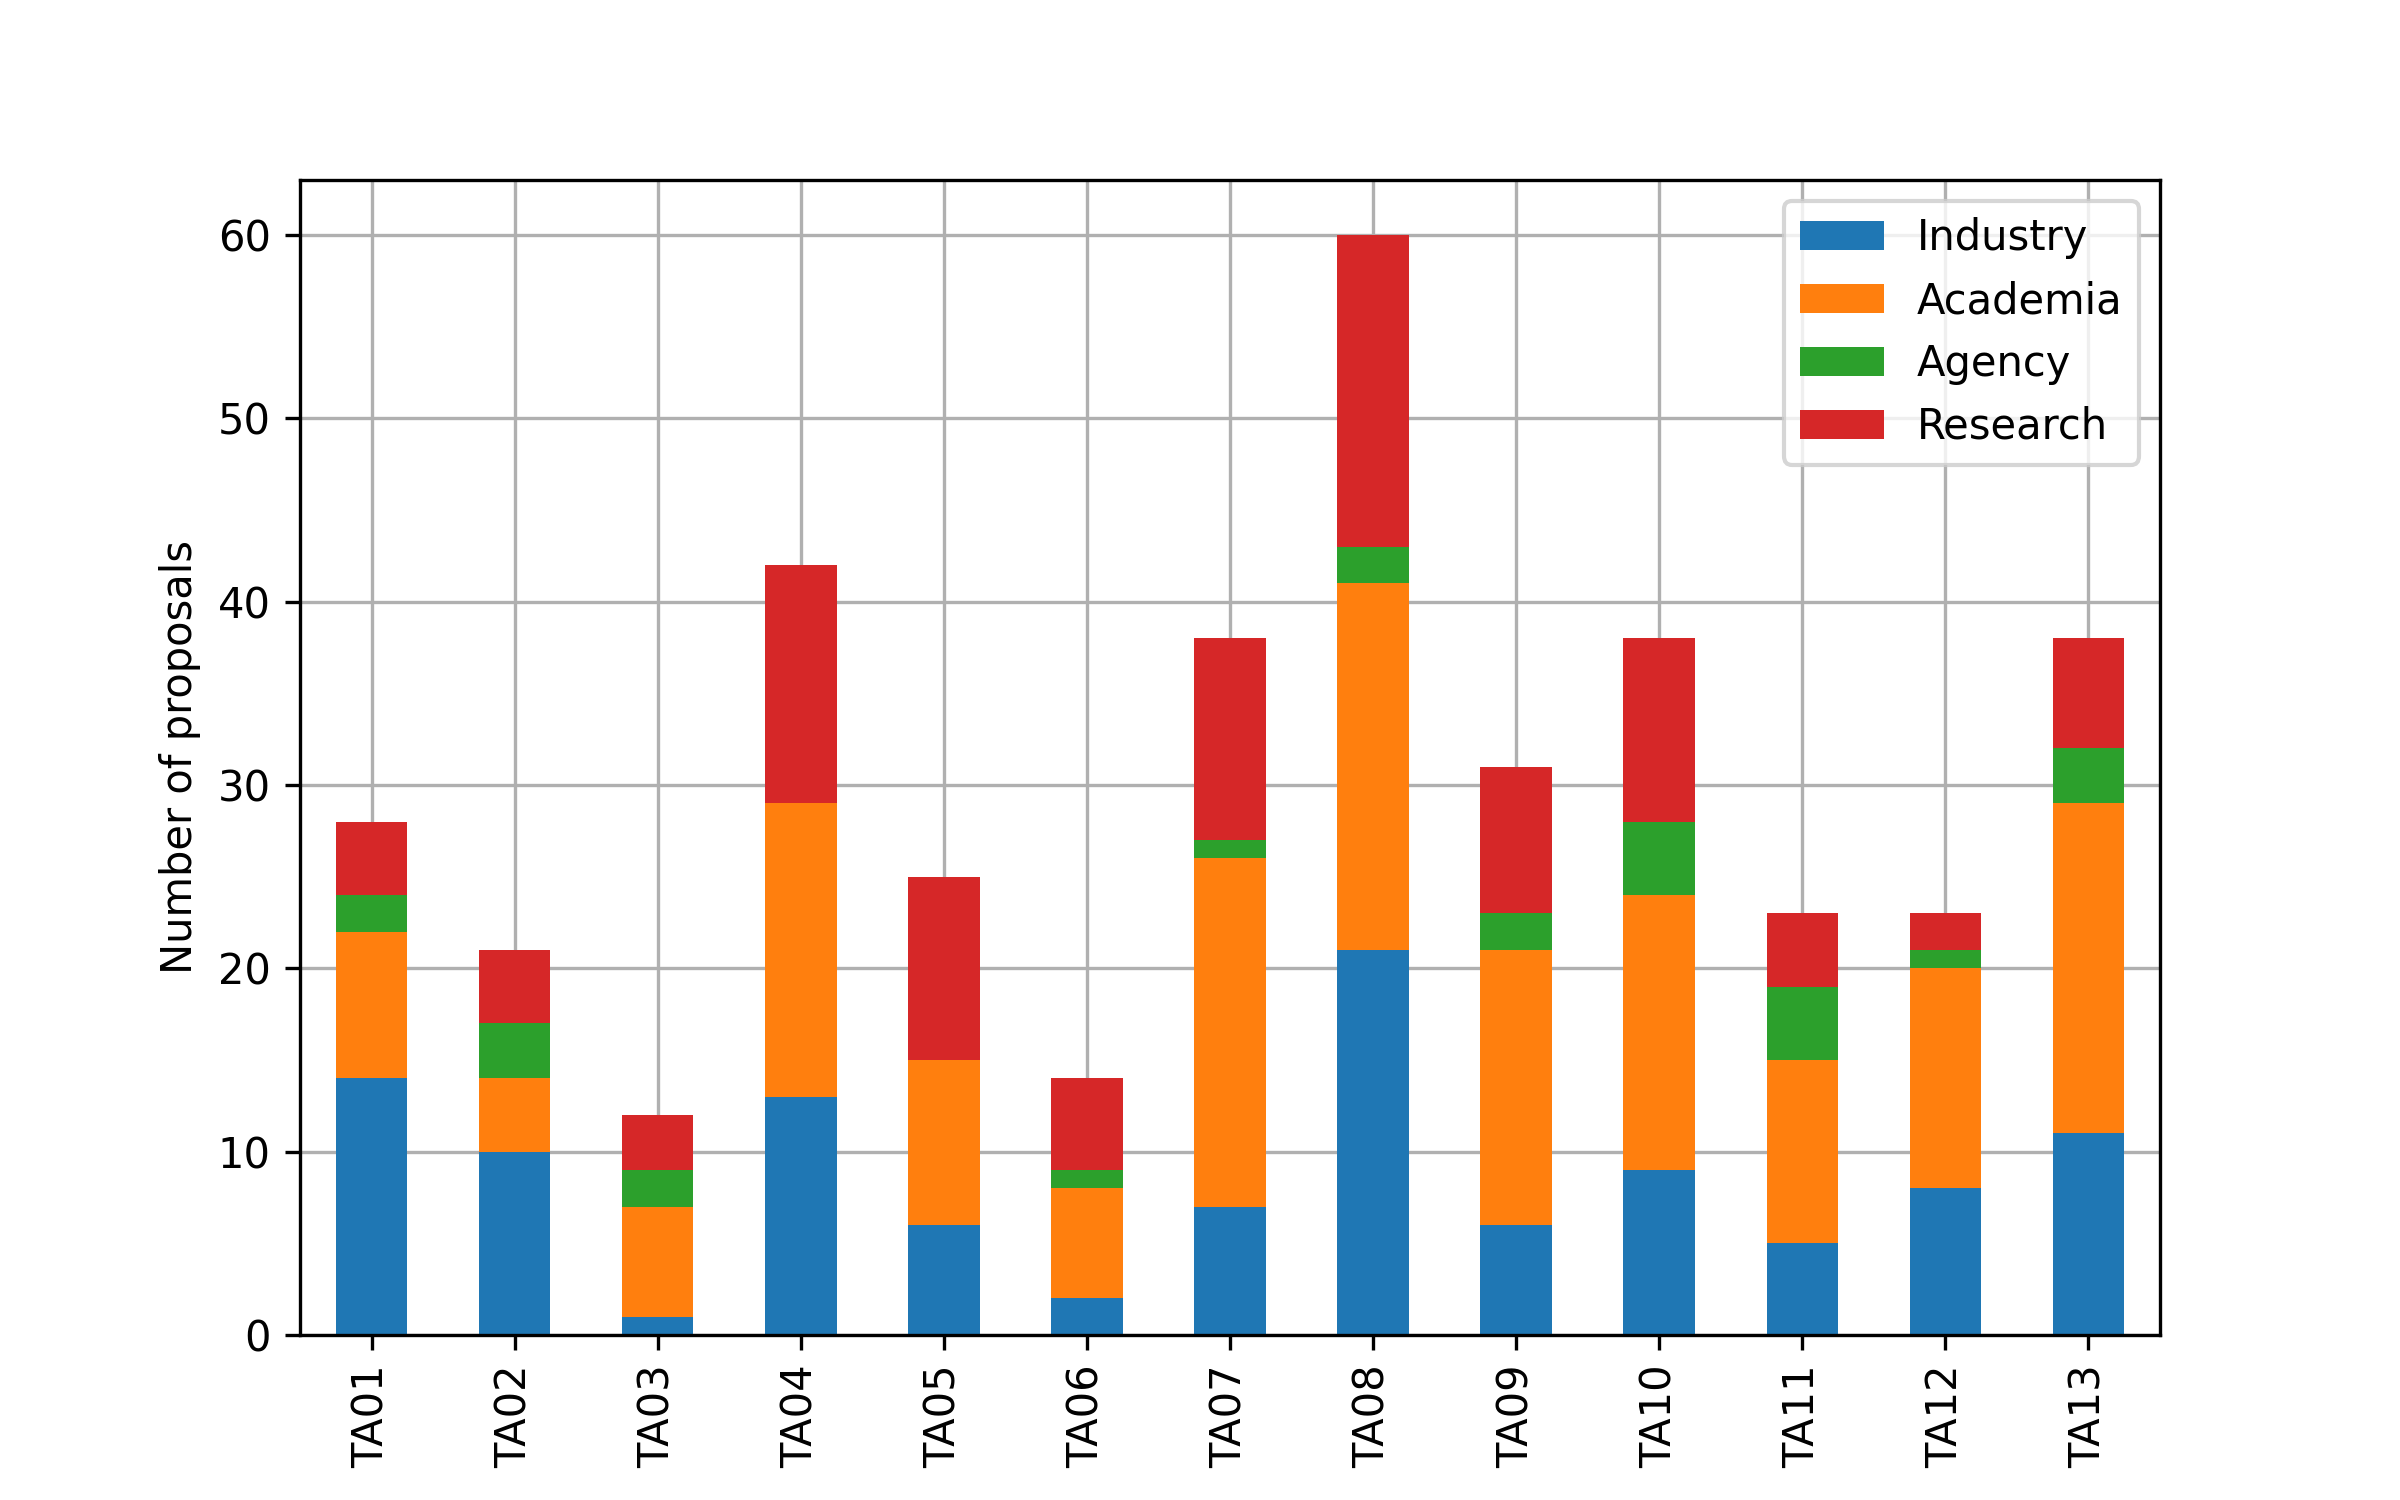 Number of proposals
60
50
40
30
20
10
0
Industry
Academia
Agency
Research
TA01
TA02
TA03
TA04
TA05
TA06
TA07
TA08
TA09
TA10
TA11
TA12
TA13